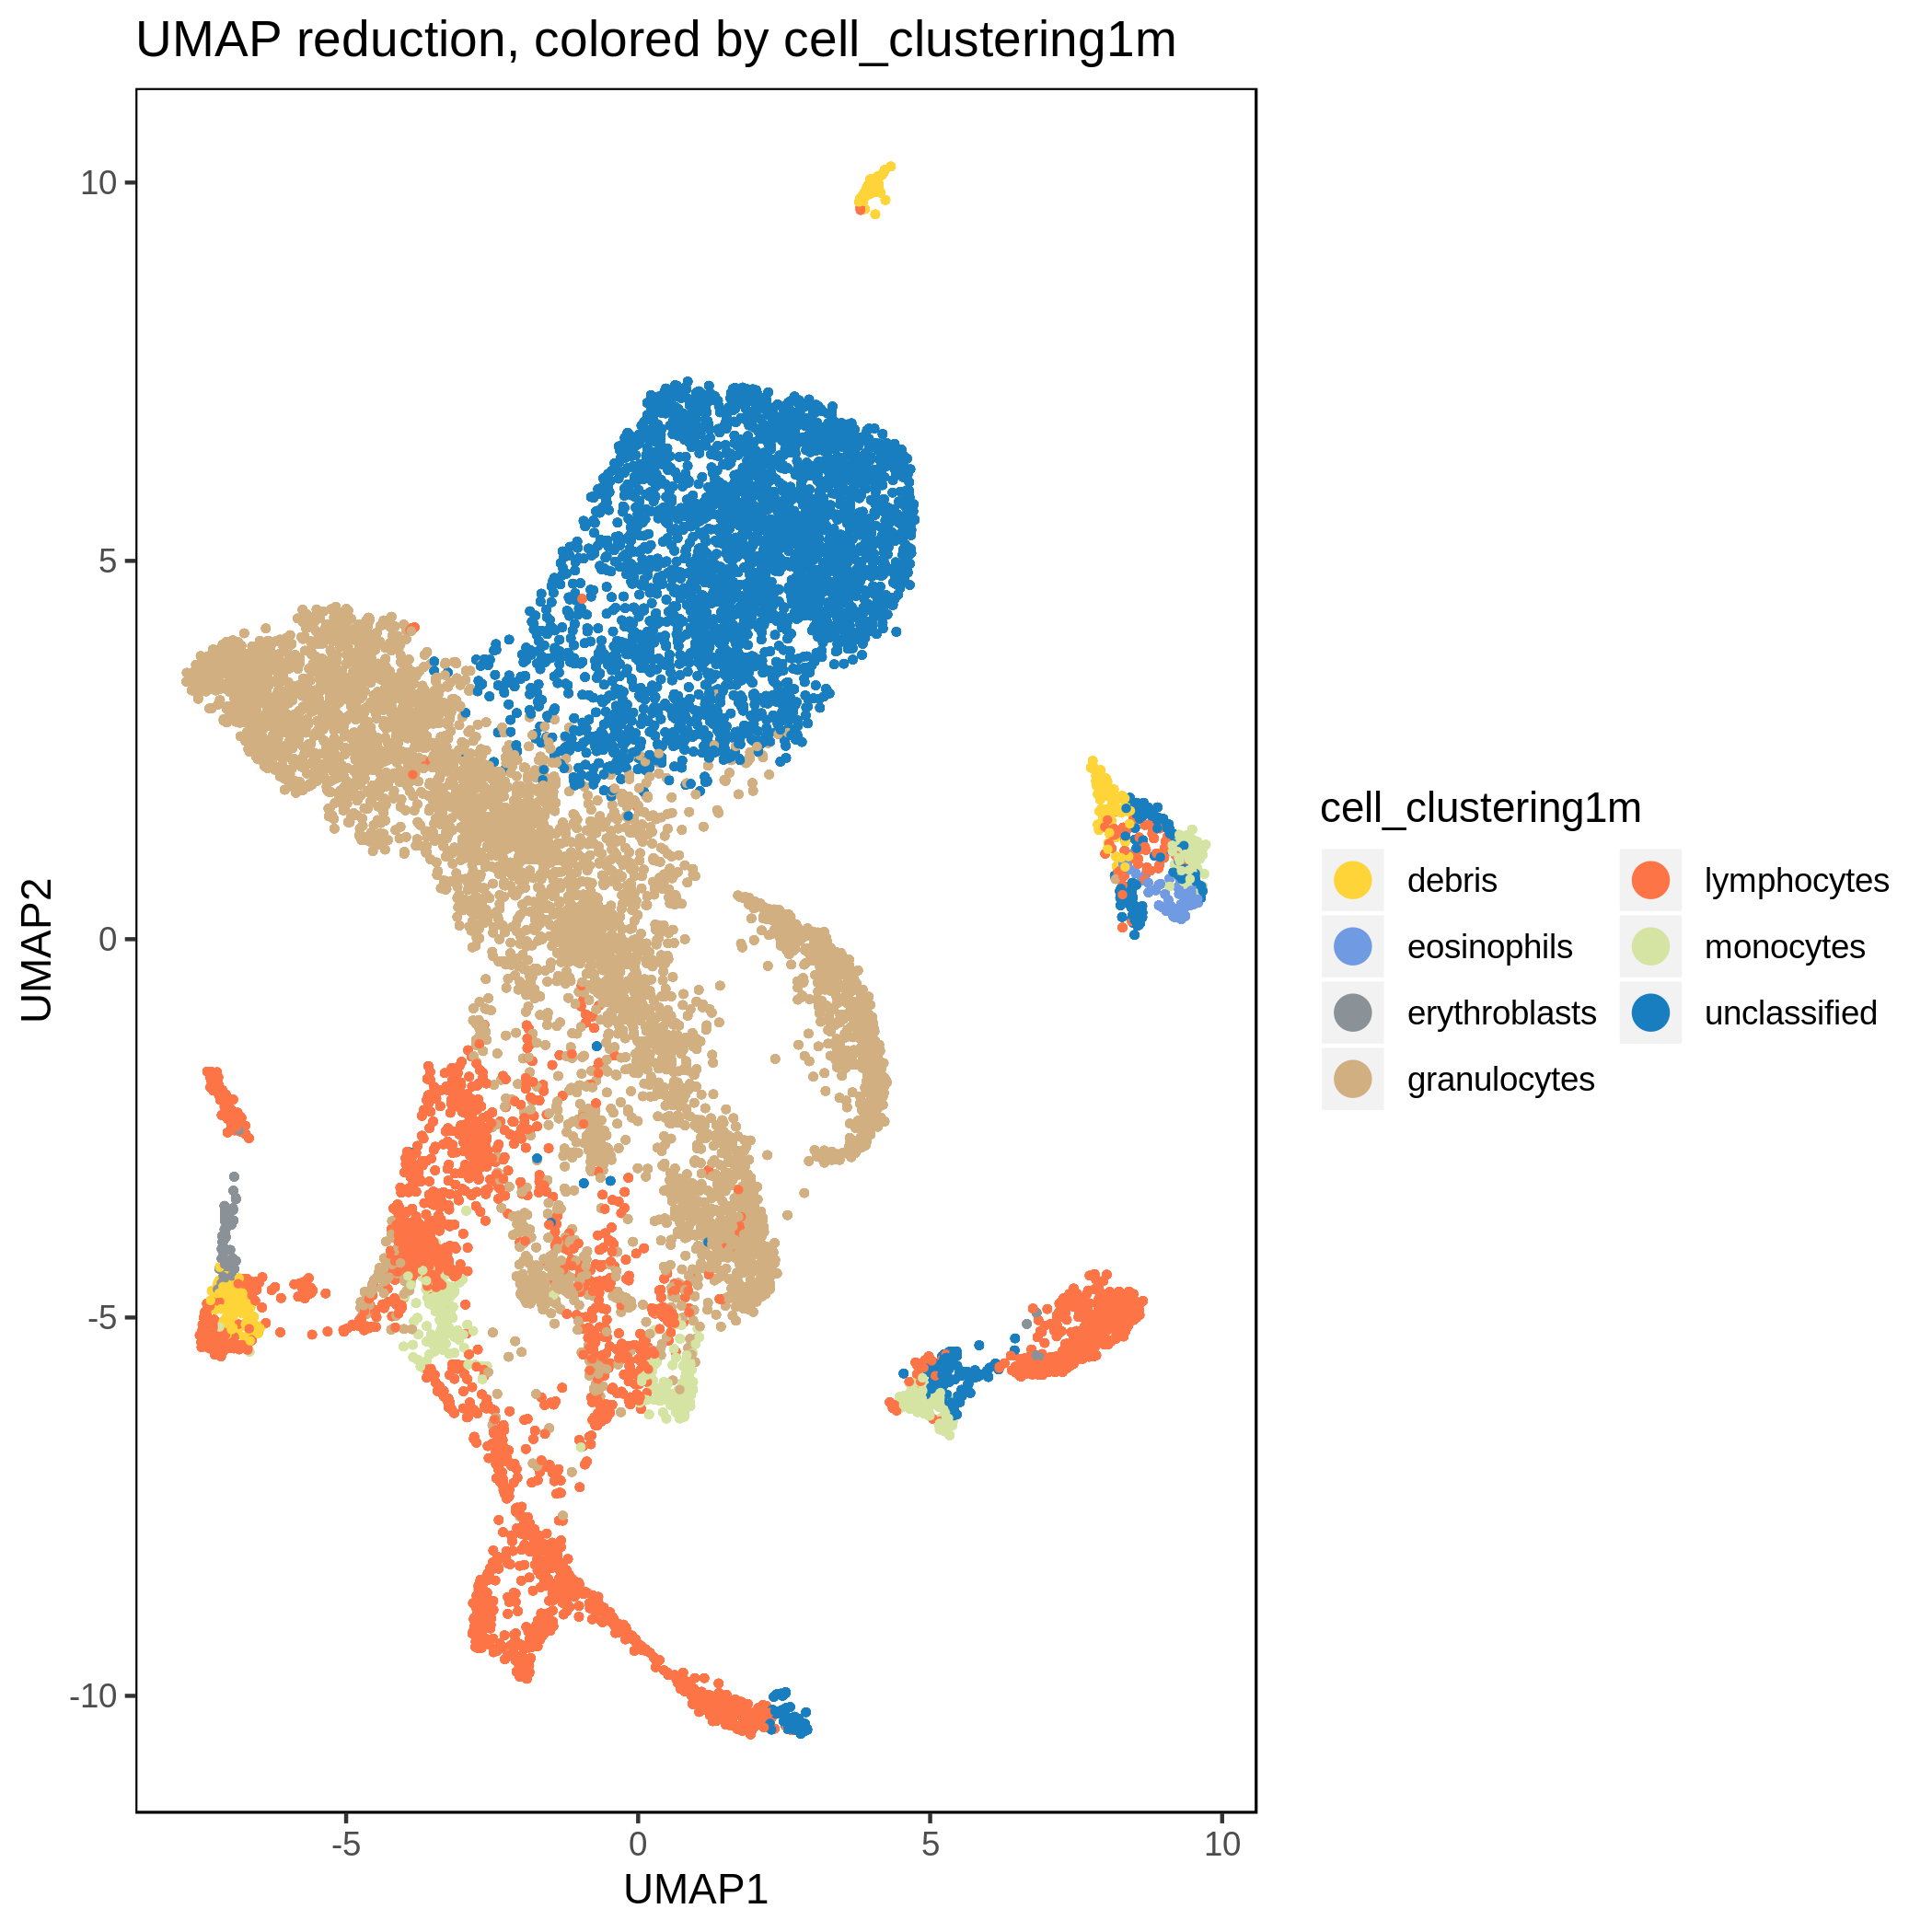 UMAP reduction, colored by cell_clustering1m
10
5
0
-5
-10
UMAP2
-5
0
5
10
UMAP1
cell_clustering1m
debris
eosinophils
erythroblasts
granulocytes
lymphocytes
monocytes
unclassified